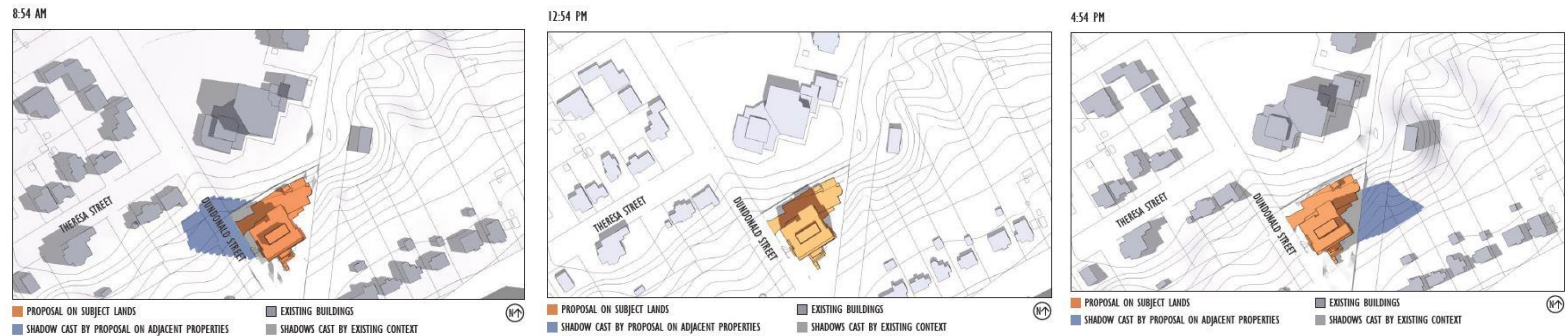 8:54 AM
THERESA STREET
DUNDONALD STREET
PROPOSAL ON SUBJECT LANDS
EXISTING BUILDINGS
SHADOW CAST BY PROPOSAL ON ADJACENT PROPERTIES
SHADOWS CAST BY EXISTING CONTEXT
N
12:54 PM
THERESA STREET
DUNDONALD STREET
PROPOSAL ON SUBJECT LANDS
EXISTING BUILDINGS
SHADOW CAST BY PROPOSAL ON ADJACENT PROPERTIES
SHADOWS CAST BY EXISTING CONTEXT
N
4:54 PM
THERESA STREET
DUNDONALD STREET
PROPOSAL ON SUBJECT LANDS
EXISTING BUILDINGS
SHADOW CAST BY PROPOSAL ON ADJACENT PROPERTIES
SHADOWS CAST BY EXISTING CONTEXT
N